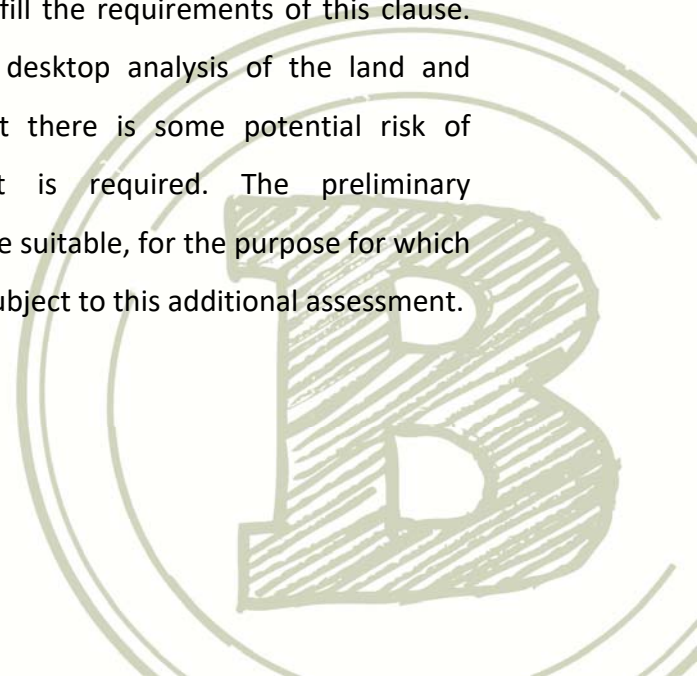 fill the requirements of this clause.
desktop analysis of the land and
t there is some potential risk of
t is required. The preliminary
e suitable, for the purpose for which
ubject to this additional assessment.
B